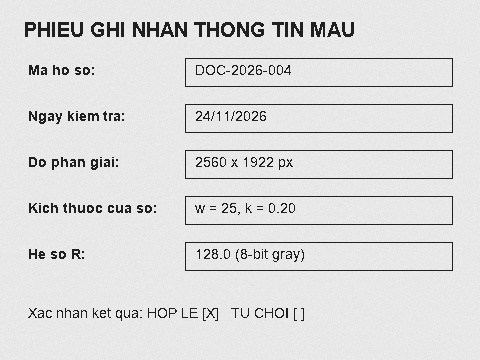 PHIEU GHI NHAN THONG TIN MAU
Ma ho so: DOC-2026-004
Ngay kiem tra: 24/11/2026
Do phan giai: 2560 x 1922 px
Kich thuoc cua so: w = 25, k = 0.20
He so R: 128.0 (8-bit gray)
Xac nhan ket qua: HOP LE [X] TU CHOI [ ]